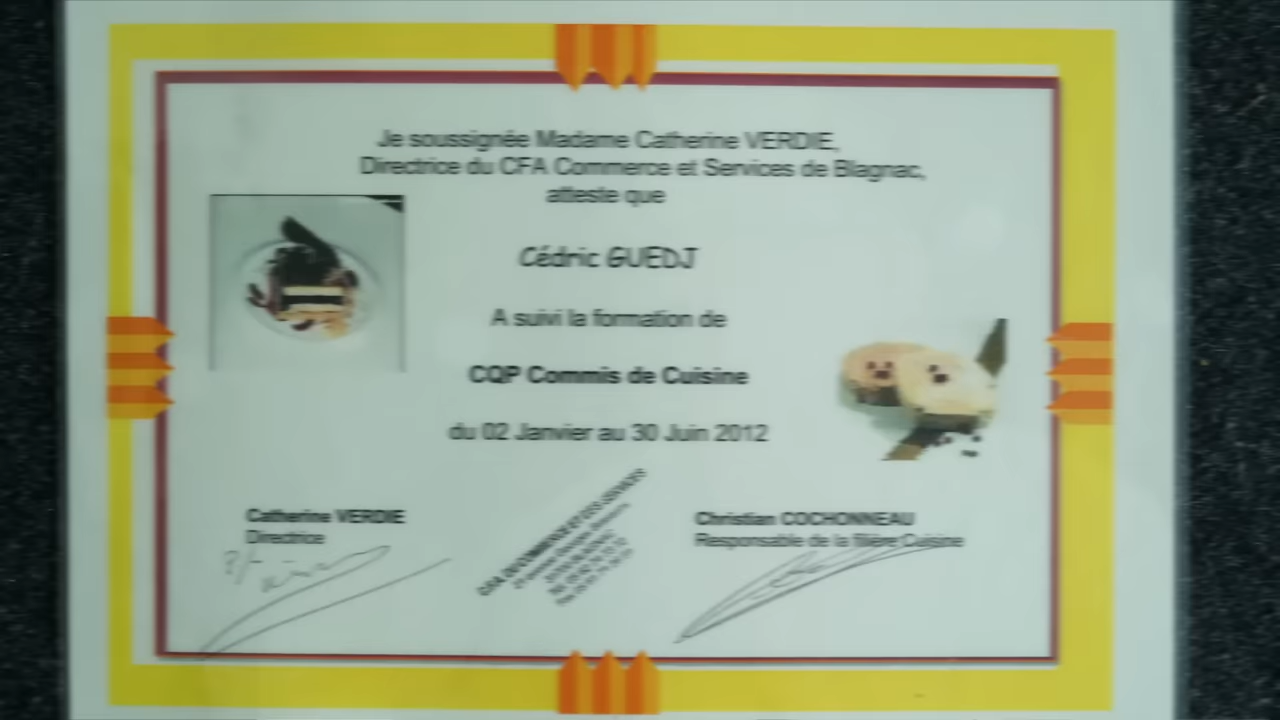 Je soussignée Madame Catherine VERDIE,
Directrice du CFA Commerce et Services de Blagnac,
atteste que
Cédric GUEDJ
A suivi la formation de
CQP Commis de Cuisine
du 02 Janvier au 30 Juin 2012
Catherine VERDIE
Directrice
Christian COCHONNEAU
Responsable de la filière Cuisine